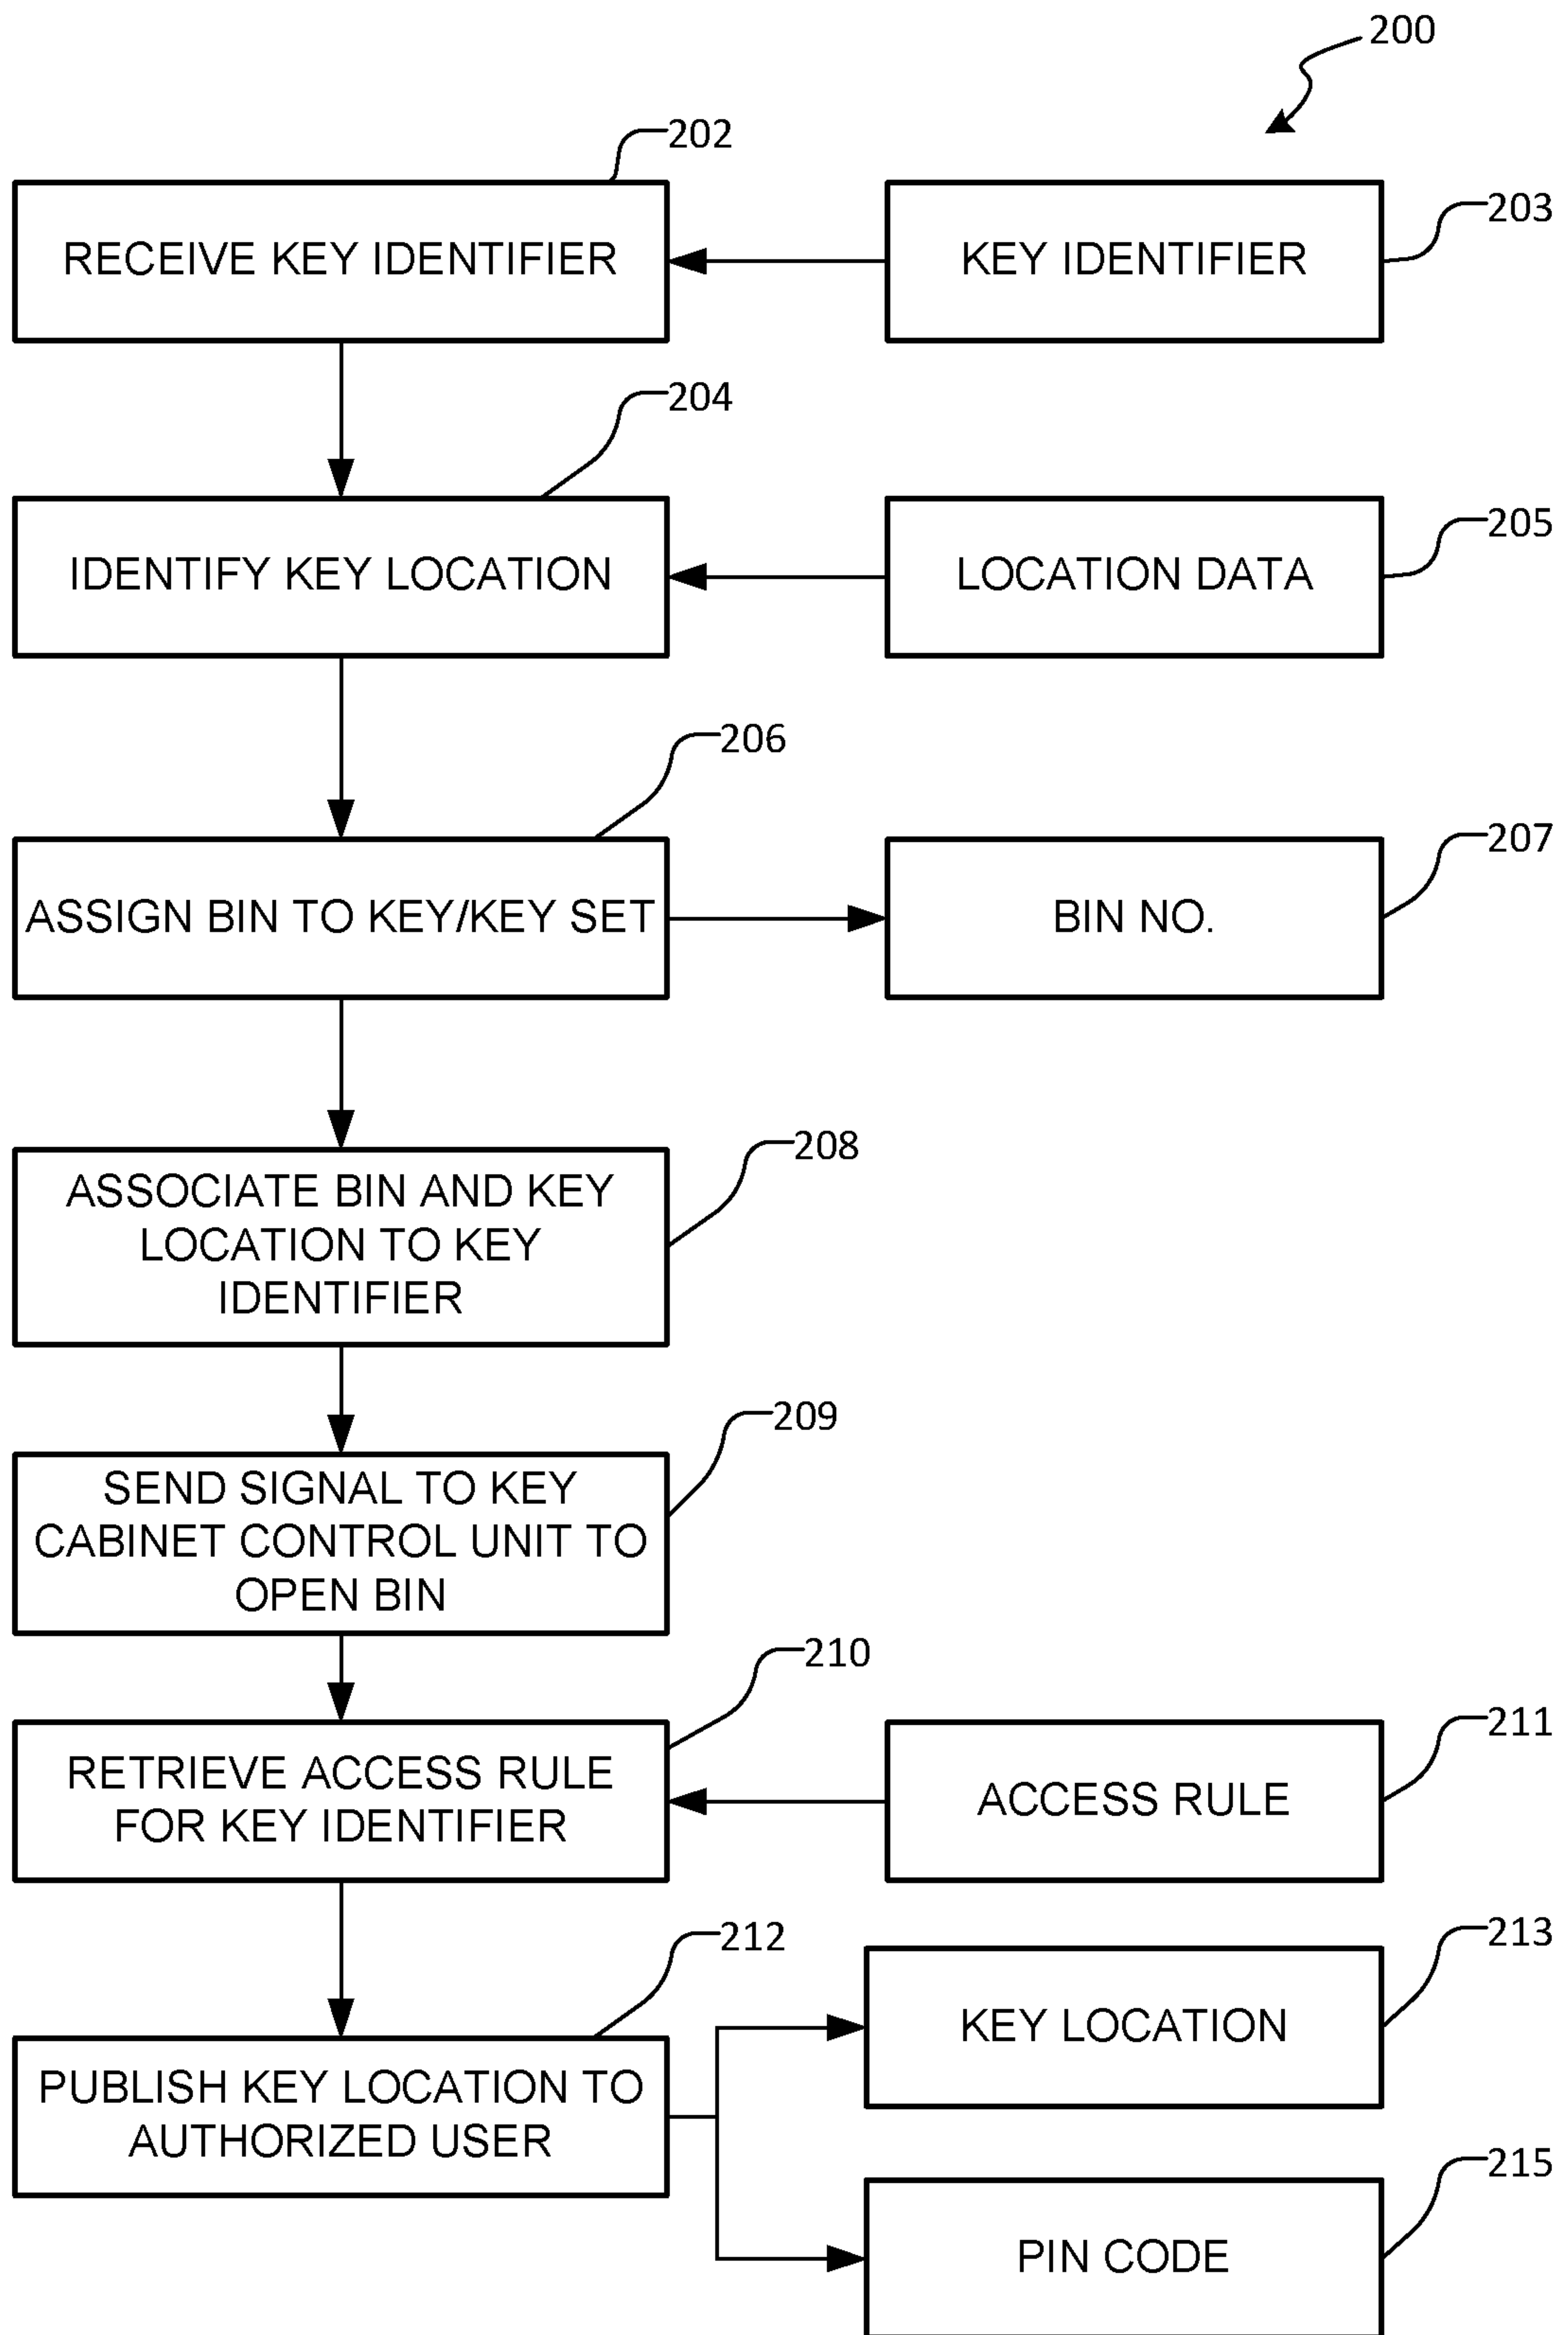 200
202
203
RECEIVE KEY IDENTIFIER
KEY IDENTIFIER
204
205
IDENTIFY KEY LOCATION
LOCATION DATA
206
207
ASSIGN BIN TO KEY/KEY SET
BIN NO.
208
ASSOCIATE BIN AND KEY
LOCATION TO KEY
IDENTIFIER
209
SEND SIGNAL TO KEY
CABINET CONTROL UNIT TO
OPEN BIN
210
211
RETRIEVE ACCESS RULE
FOR KEY IDENTIFIER
ACCESS RULE
212
213
KEY LOCATION
PUBLISH KEY LOCATION TO
AUTHORIZED USER
215
PIN CODE